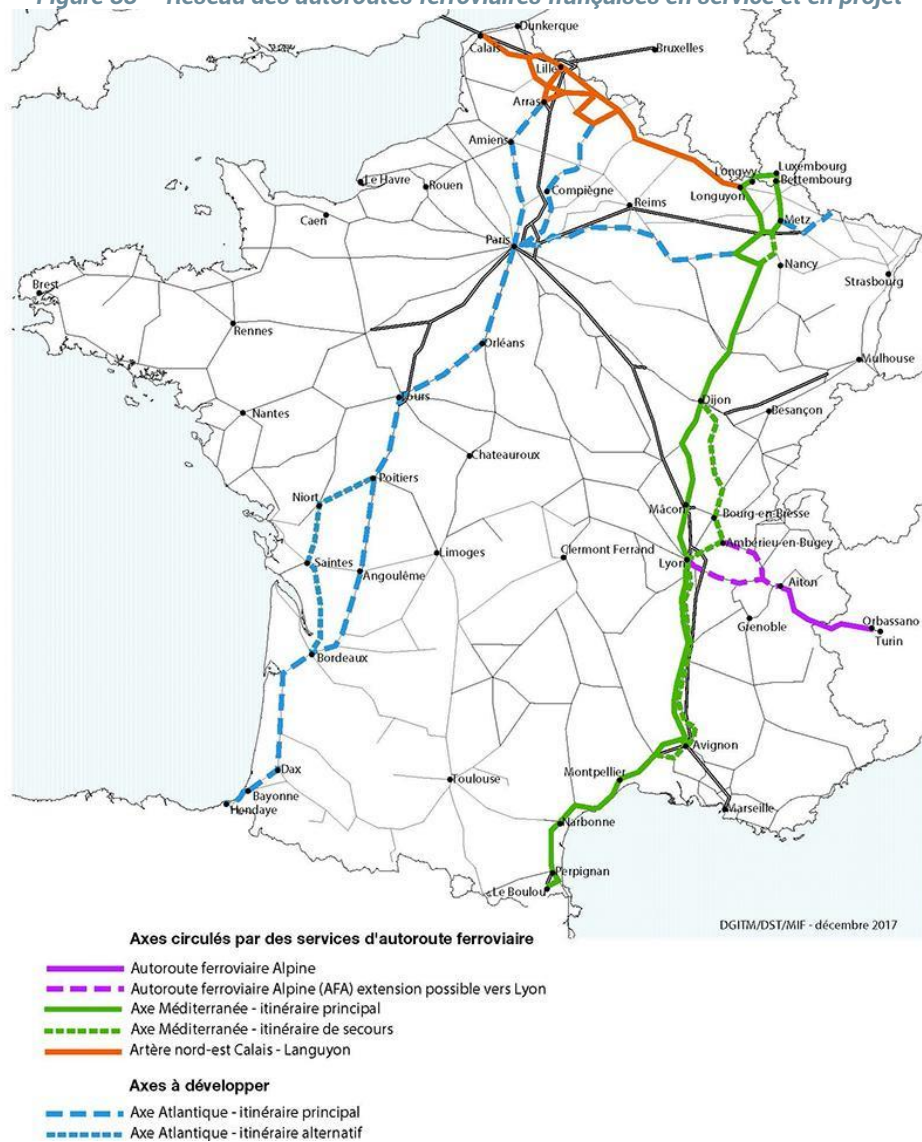 Figure 88 – Réseau des autoroutes ferroviaires françaises en service et en projet
Dunkerque
Calais
Bruxelles
Lille
Arras
Amiens
Longwy
Luxembourg
Bettembourg
Longuyon
Le Havre
Rouen
Compiègne
Reims
Caen
Metz
Paris
Nancy
Strasbourg
Brest
Rennes
Orléans
Mulhouse
Tours
Dijon
Besançon
Nantes
Chateauroux
Poitiers
Niort
Mâcon
Bourg-en-Bresse
Ambérieu-en-Bugey
Limoges
Clermont Ferrand
Lyon
Saintes
Angoulême
Aiton
Grenoble
Orbassano
Turin
Bordeaux
Avignon
Dax
Toulouse
Montpellier
Bayonne
Hendaye
Marseille
Narbonne
Perpignan
Le Boulou
DGITM/DST/MIF - décembre 2017
Axes circulés par des services d'autoroute ferroviaire
Autoroute ferroviaire Alpine
Autoroute ferroviaire Alpine (AFA) extension possible vers Lyon
Axe Méditerranée - itinéraire principal
Axe Méditerranée - itinéraire de secours
Artère nord-est Calais - Languyon
Axes à développer
Axe Atlantique - itinéraire principal
Axe Atlantique - itinéraire alternatif